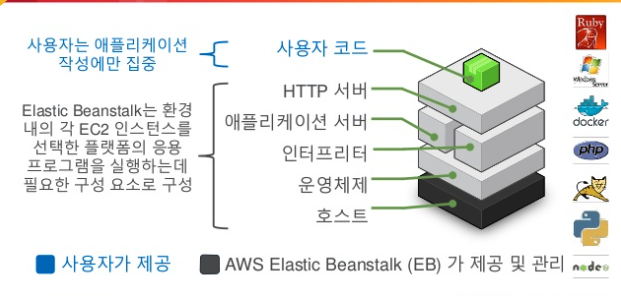 사용자는 애플리케이션
작성에만 집중
사용자 코드
Elastic Beanstalk는 환경
내의 각 EC2 인스턴스를
선택한 플랫폼의 응용
프로그램을 실행하는데
필요한 구성 요소로 구성
HTTP 서버
애플리케이션 서버
인터프리터
운영체제
호스트
Ruby
Windows
Server
docker
php
node
사용자가 제공
AWS Elastic Beanstalk (EB) 가 제공 및 관리